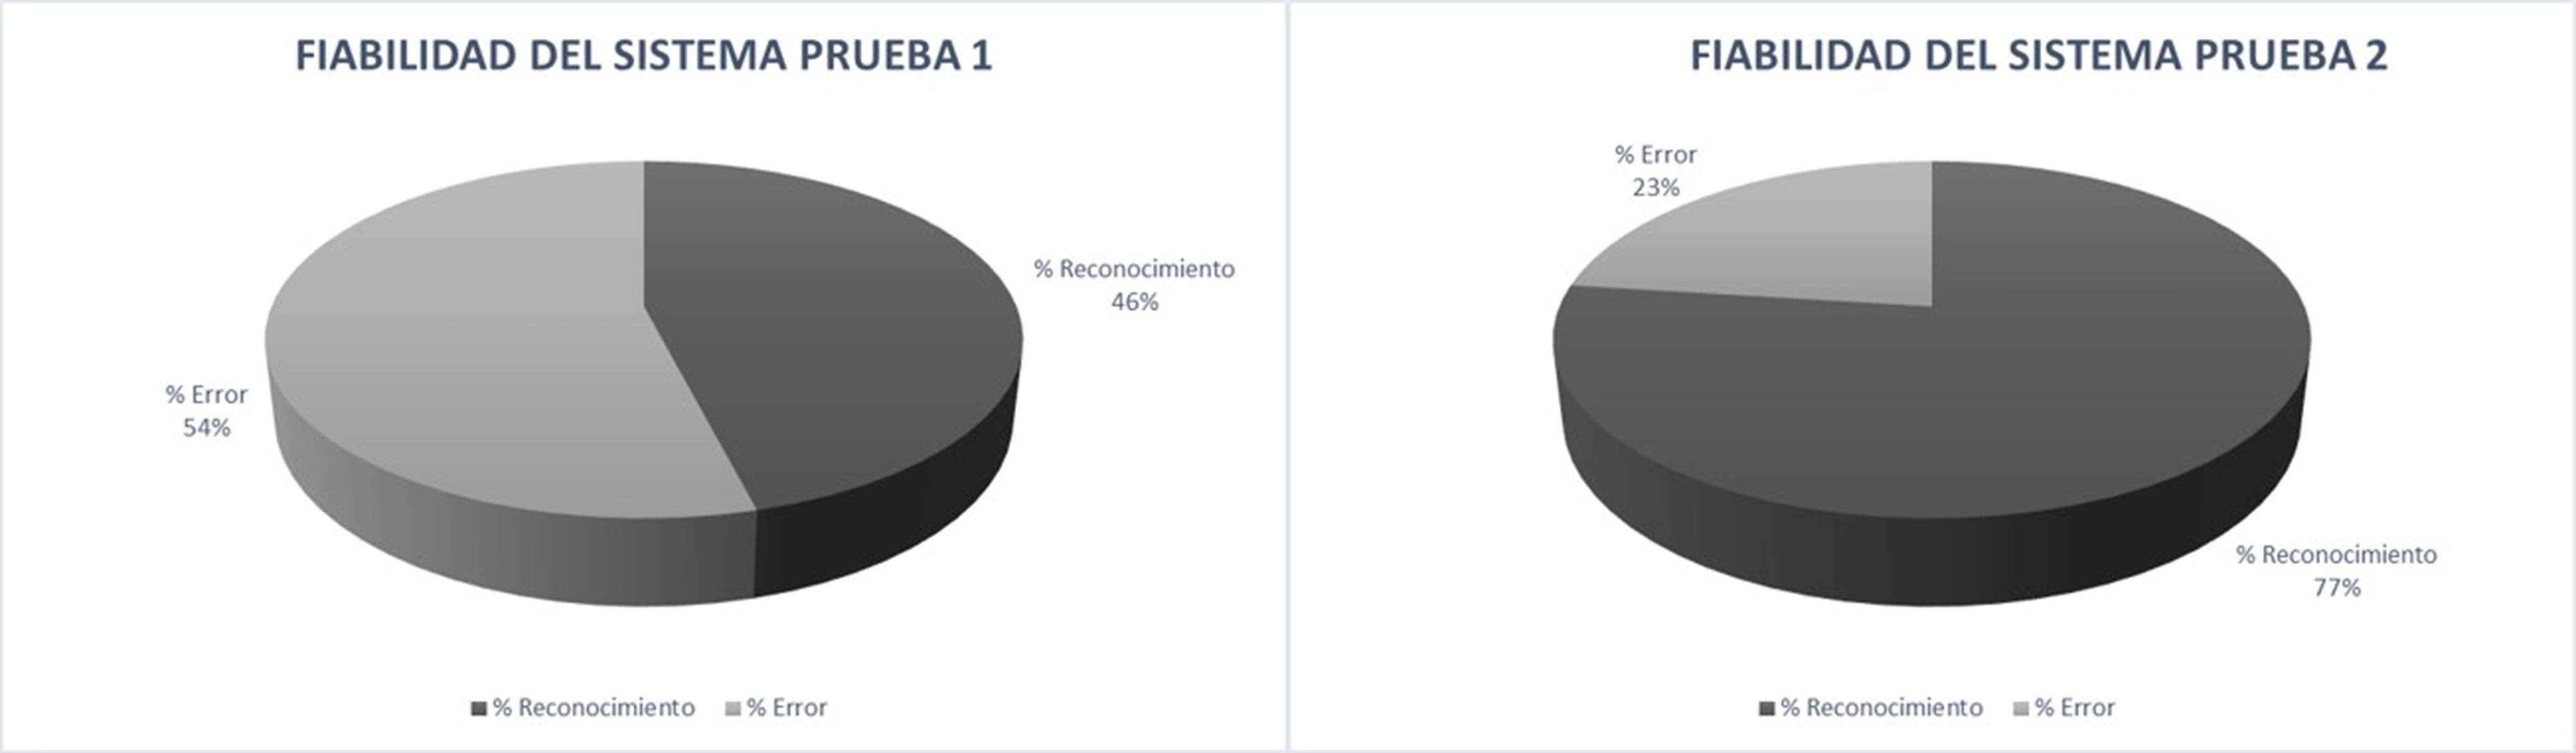 FIABILIDAD DEL SISTEMA PRUEBA 1
% Reconocimiento
46%
% Error
54%
% Reconocimiento % Error
FIABILIDAD DEL SISTEMA PRUEBA 2
% Error
23%
% Reconocimiento
77%
% Reconocimiento % Error